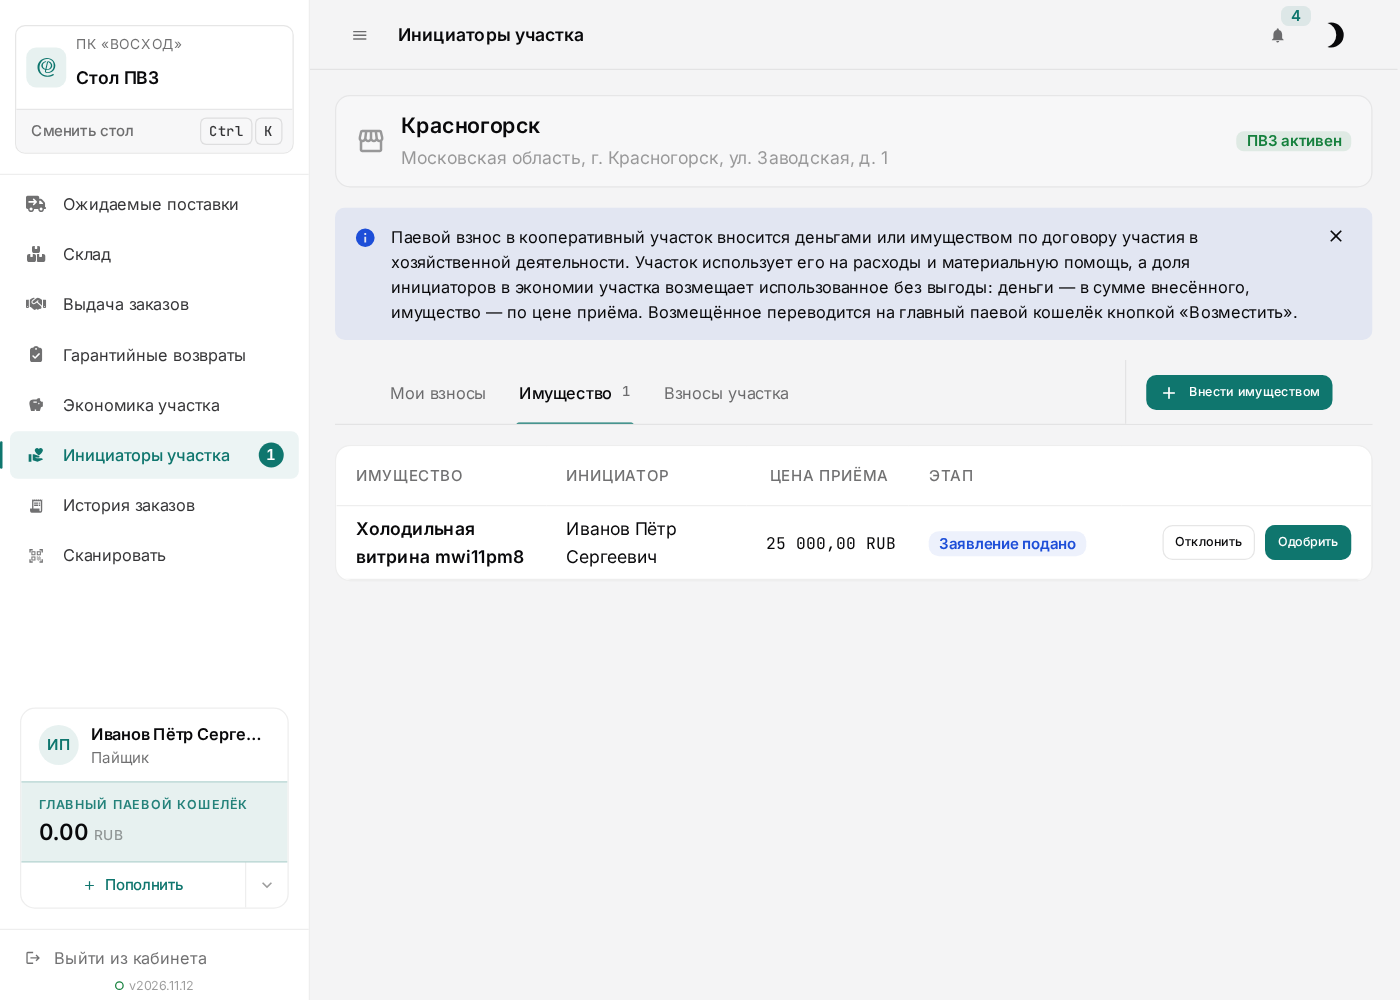 ПК «ВОСХОД»
Стол ПВЗ
Сменить стол
Ctrl
K
Ожидаемые поставки
Склад
Выдача заказов
Гарантийные возвраты
Экономика участка
Инициаторы участка
1
История заказов
Сканировать
ИП
Иванов Пётр Серге...
Пайщик
ГЛАВНЫЙ ПАЕВОЙ КОШЕЛЁК
0.00 RUB
Пополнить
Выйти из кабинета
v2026.11.12
Инициаторы участка
4
Красногорск
Московская область, г. Красногорск, ул. Заводская, д. 1
ПВЗ активен
Паевой взнос в кооперативный участок вносится деньгами или имуществом по договору участия в
хозяйственной деятельности. Участок использует его на расходы и материальную помощь, а доля
инициаторов в экономии участка возмещает использованное без выгоды: деньги — в сумме внесённого,
имущество — по цене приёма. Возмещённое переводится на главный паевой кошелёк кнопкой «Возместить».
Мои взносы
Имущество 1
Взносы участка
Внести имуществом
ИМУЩЕСТВО
ИНИЦИАТОР
ЦЕНА ПРИЁМА
ЭТАП
Холодильная
витрина mwi11pm8
Иванов Пётр
Сергеевич
25 000,00 RUB
Заявление подано
Отклонить
Одобрить